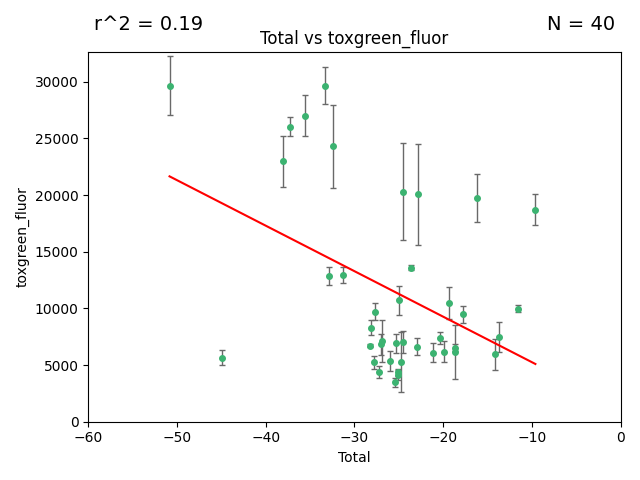 r^2 = 0.19
N = 40
Total vs toxgreen_fluor
30000
25000
20000
15000
10000
5000
0
toxgreen_fluor
−60
−50
−40
−30
−20
−10
0
Total